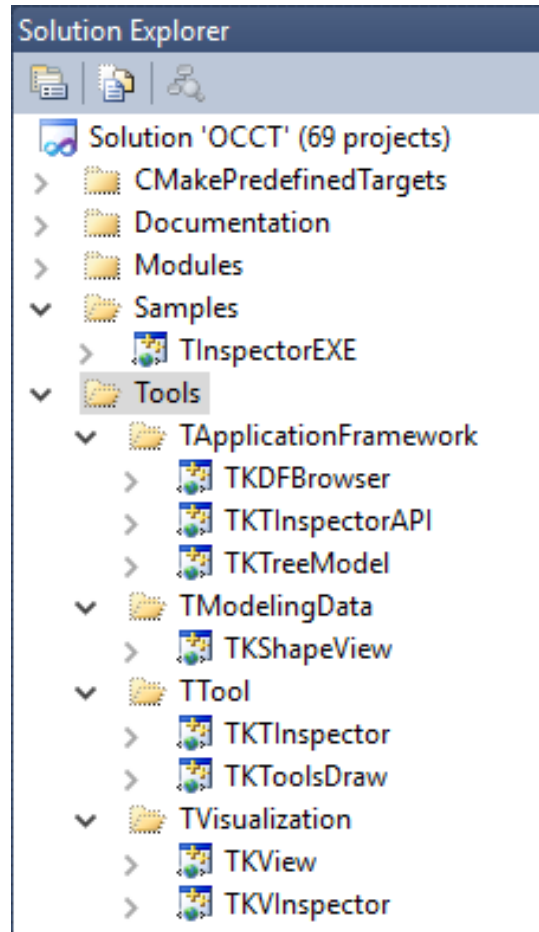 Solution Explorer
Solution 'OCCT' (69 projects)
CMakePredefinedTargets
Documentation
Modules
Samples
TInspectorEXE
Tools
TApplicationFramework
TKDFBrowser
TKTInspectorAPI
TKTreeModel
TModelingData
TKShapeView
TTool
TKTInspector
TKToolsDraw
TVisualization
TKView
TKVInspector